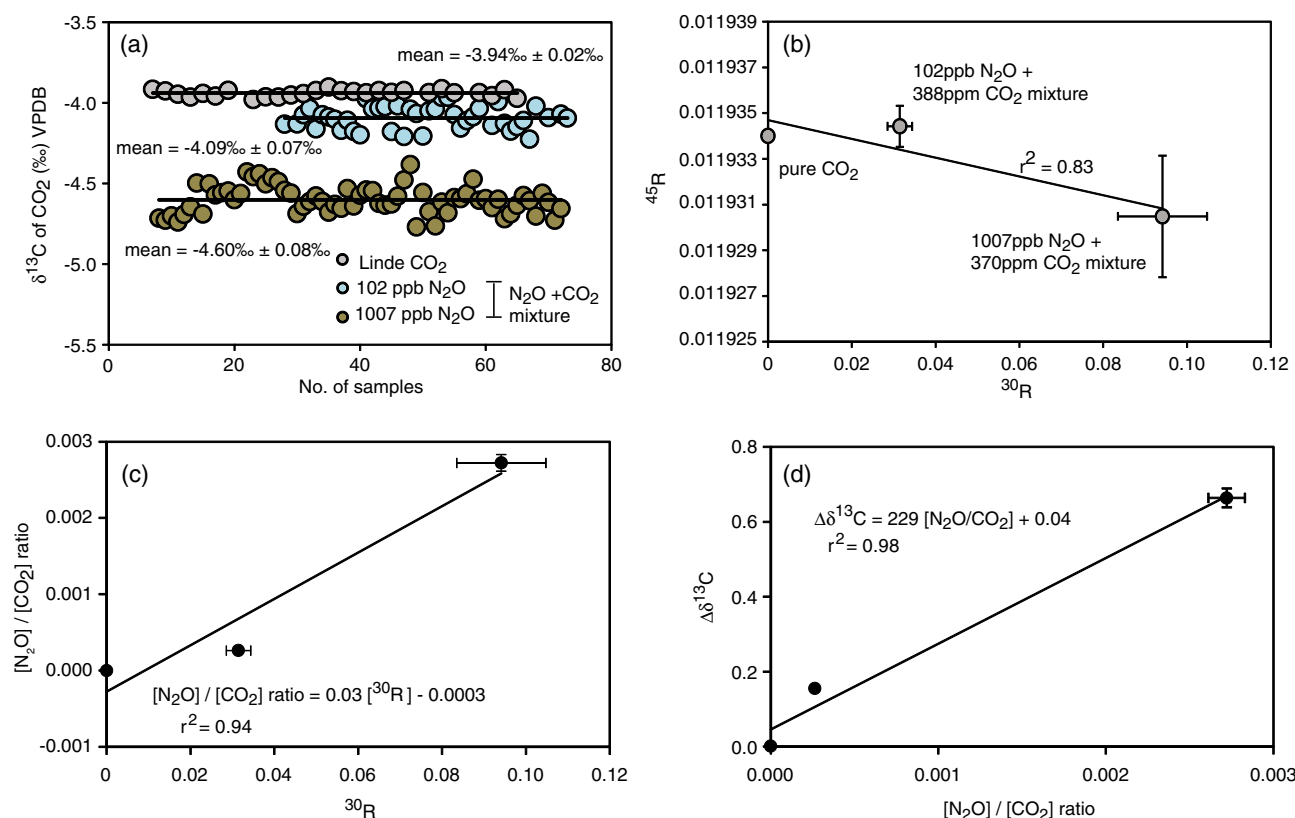 (a)
mean = -3.94‰ ± 0.02‰
mean = -4.09‰ ± 0.07‰
mean = -4.60‰ ± 0.08‰
Linde CO₂
102 ppb N₂O
1007 ppb N₂O
N₂O +CO₂
mixture
-3.5
-4.0
-4.5
-5.0
-5.5
0
20
40
60
80
No. of samples
δ¹³C of CO₂ (‰) VPDB
(b)
102ppb N₂O +
388ppm CO₂ mixture
pure CO₂
r² = 0.83
1007ppb N₂O +
370ppm CO₂ mixture
0.011939
0.011937
0.011935
0.011933
0.011931
0.011929
0.011927
0.011925
0
0.02
0.04
0.06
0.08
0.10
0.12
³⁰R
⁴⁵R
(c)
[N₂O] / [CO₂] ratio = 0.03 [³⁰R] - 0.0003
r² = 0.94
0.003
0.002
0.001
0.000
-0.001
0
0.02
0.04
0.06
0.08
0.10
0.12
³⁰R
[N₂O] / [CO₂] ratio
(d)
Δδ¹³C = 229 [N₂O/CO₂] + 0.04
r² = 0.98
0.8
0.6
0.4
0.2
0.0
0.000
0.001
0.002
0.003
[N₂O] / [CO₂] ratio
Δδ¹³C